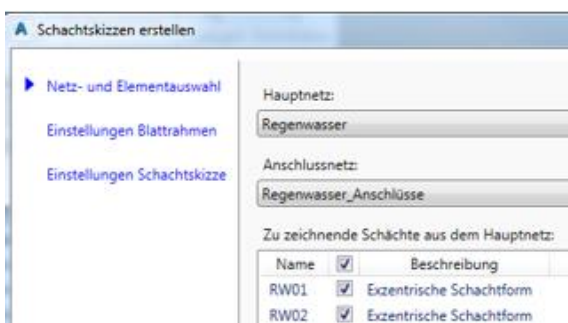 Schachtskizzen erstellen
Netz- und Elementauswahl
Einstellungen Blattrahmen
Einstellungen Schachtskizze
Hauptnetz:
Regenwasser
Anschlussnetz:
Regenwasser_Anschlüsse
Zu zeichnende Schächte aus dem Hauptnetz:
Name Beschreibung
RW01 Exzentrische Schachtform
RW02 Exzentrische Schachtform